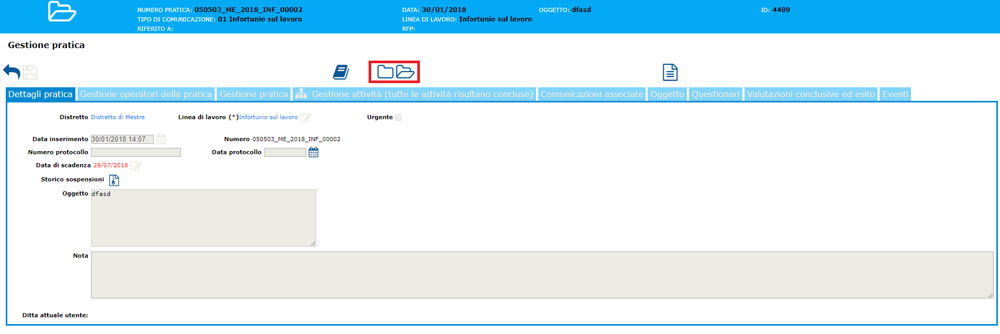 NUMERO PRATICA: 050503_ME_2018_INF_00002 DATA: 30/01/2018 OGGETTO: dfasd ID: 4489
TIPO DI COMUNICAZIONE: 01 Infortunio sul lavoro LINEA DI LAVORO: Infortunio sul lavoro
RIFERITO A: RFP:
Gestione pratica
Dettagli pratica Gestione operatori della pratica Gestione pratica Gestione attività (tutte le attività risultano concluse) Comunicazioni associate Oggetto Questionari Valutazioni conclusive ed esito Eventi
Distretto Distretto di Mestre Linea di lavoro (*)Infortunio sul lavoro Urgente
Data inserimento 30/01/2018 14:07 Numero 050503_ME_2018_INF_00002
Numero protocollo Data protocollo
Data di scadenza 29/07/2018
Storico sospensioni
Oggetto dfasd
Nota
Ditta attuale utente: